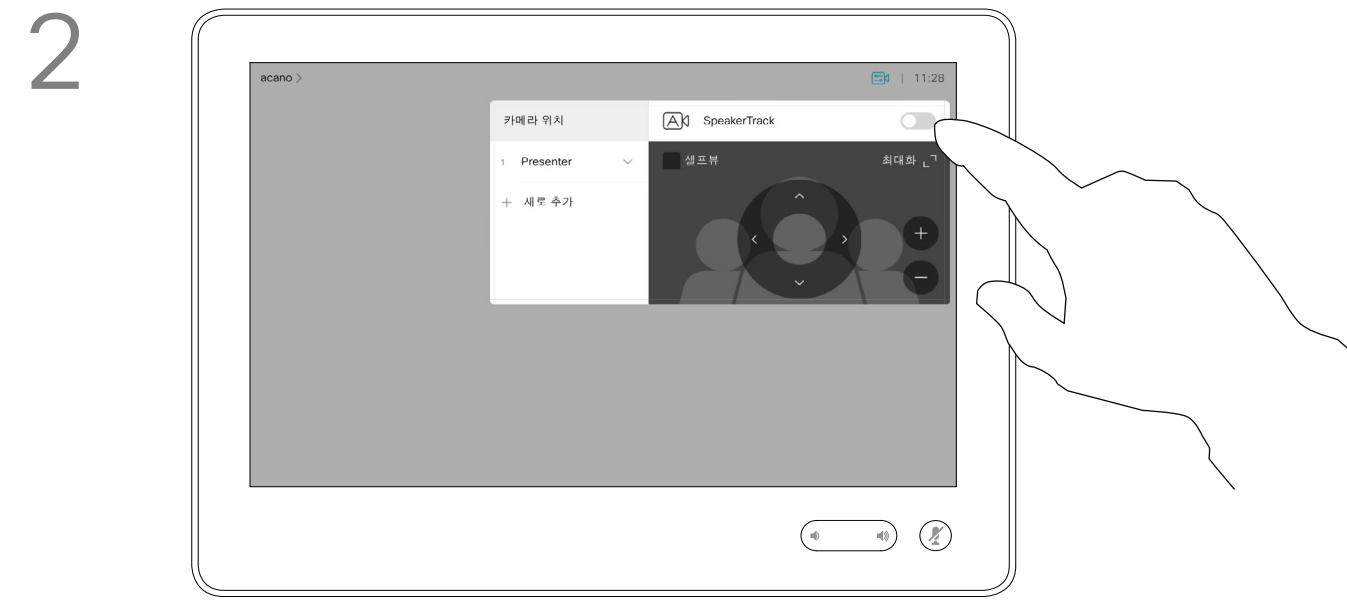 2
acano >
11:28
카메라 위치
SpeakerTrack
1 Presenter
셀프뷰
최대화
+ 새로 추가